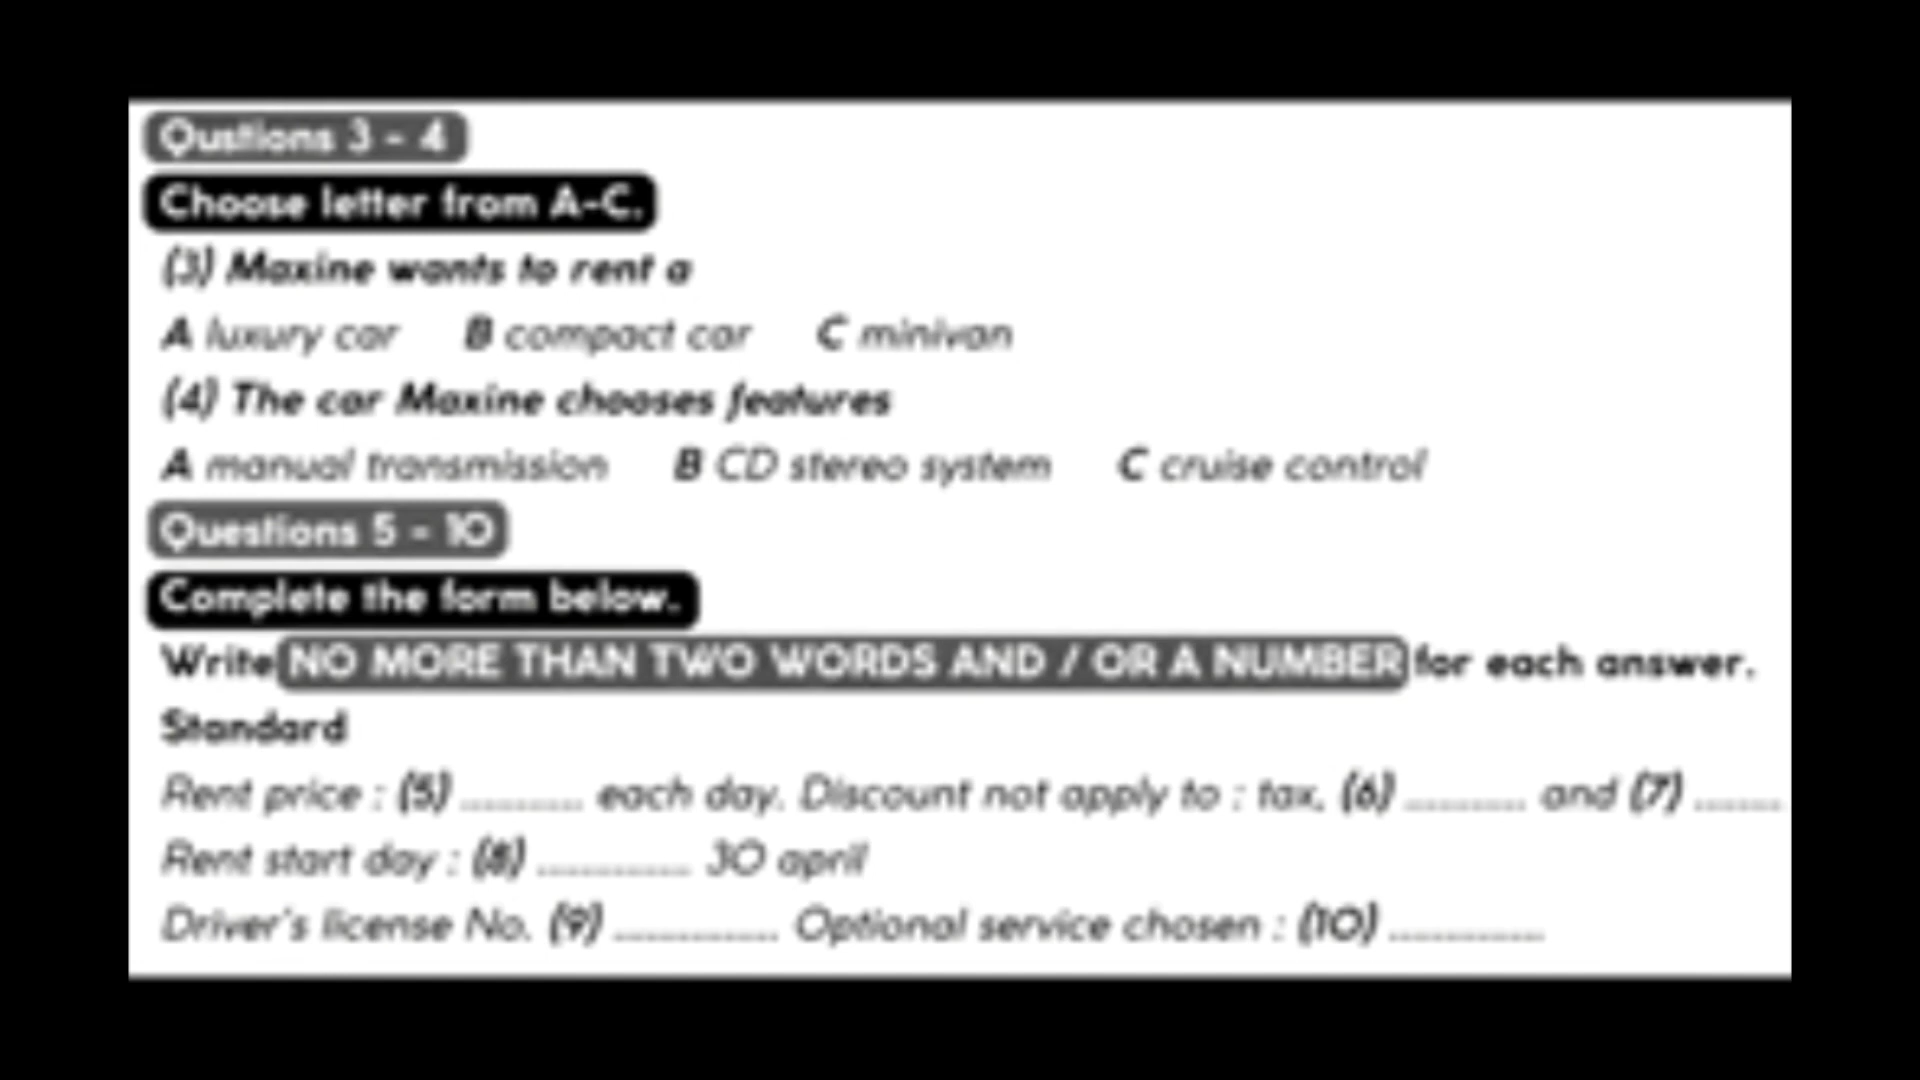 Qustions 3 - 4
Choose letter from A-C.
(3) Maxine wants to rent a
A luxury car B compact car C minivan
(4) The car Maxine chooses features
A manual transmission B CD stereo system C cruise control
Questions 5 - 10
Complete the form below.
Write NO MORE THAN TWO WORDS AND / OR A NUMBER for each answer.
Standard
Rent price : (5) ............ each day. Discount not apply to : tax, (6) ............ and (7) ........
Rent start day : (8) ............... 30 april
Driver's license No. (9) ................ Optional service chosen : (10) ...............